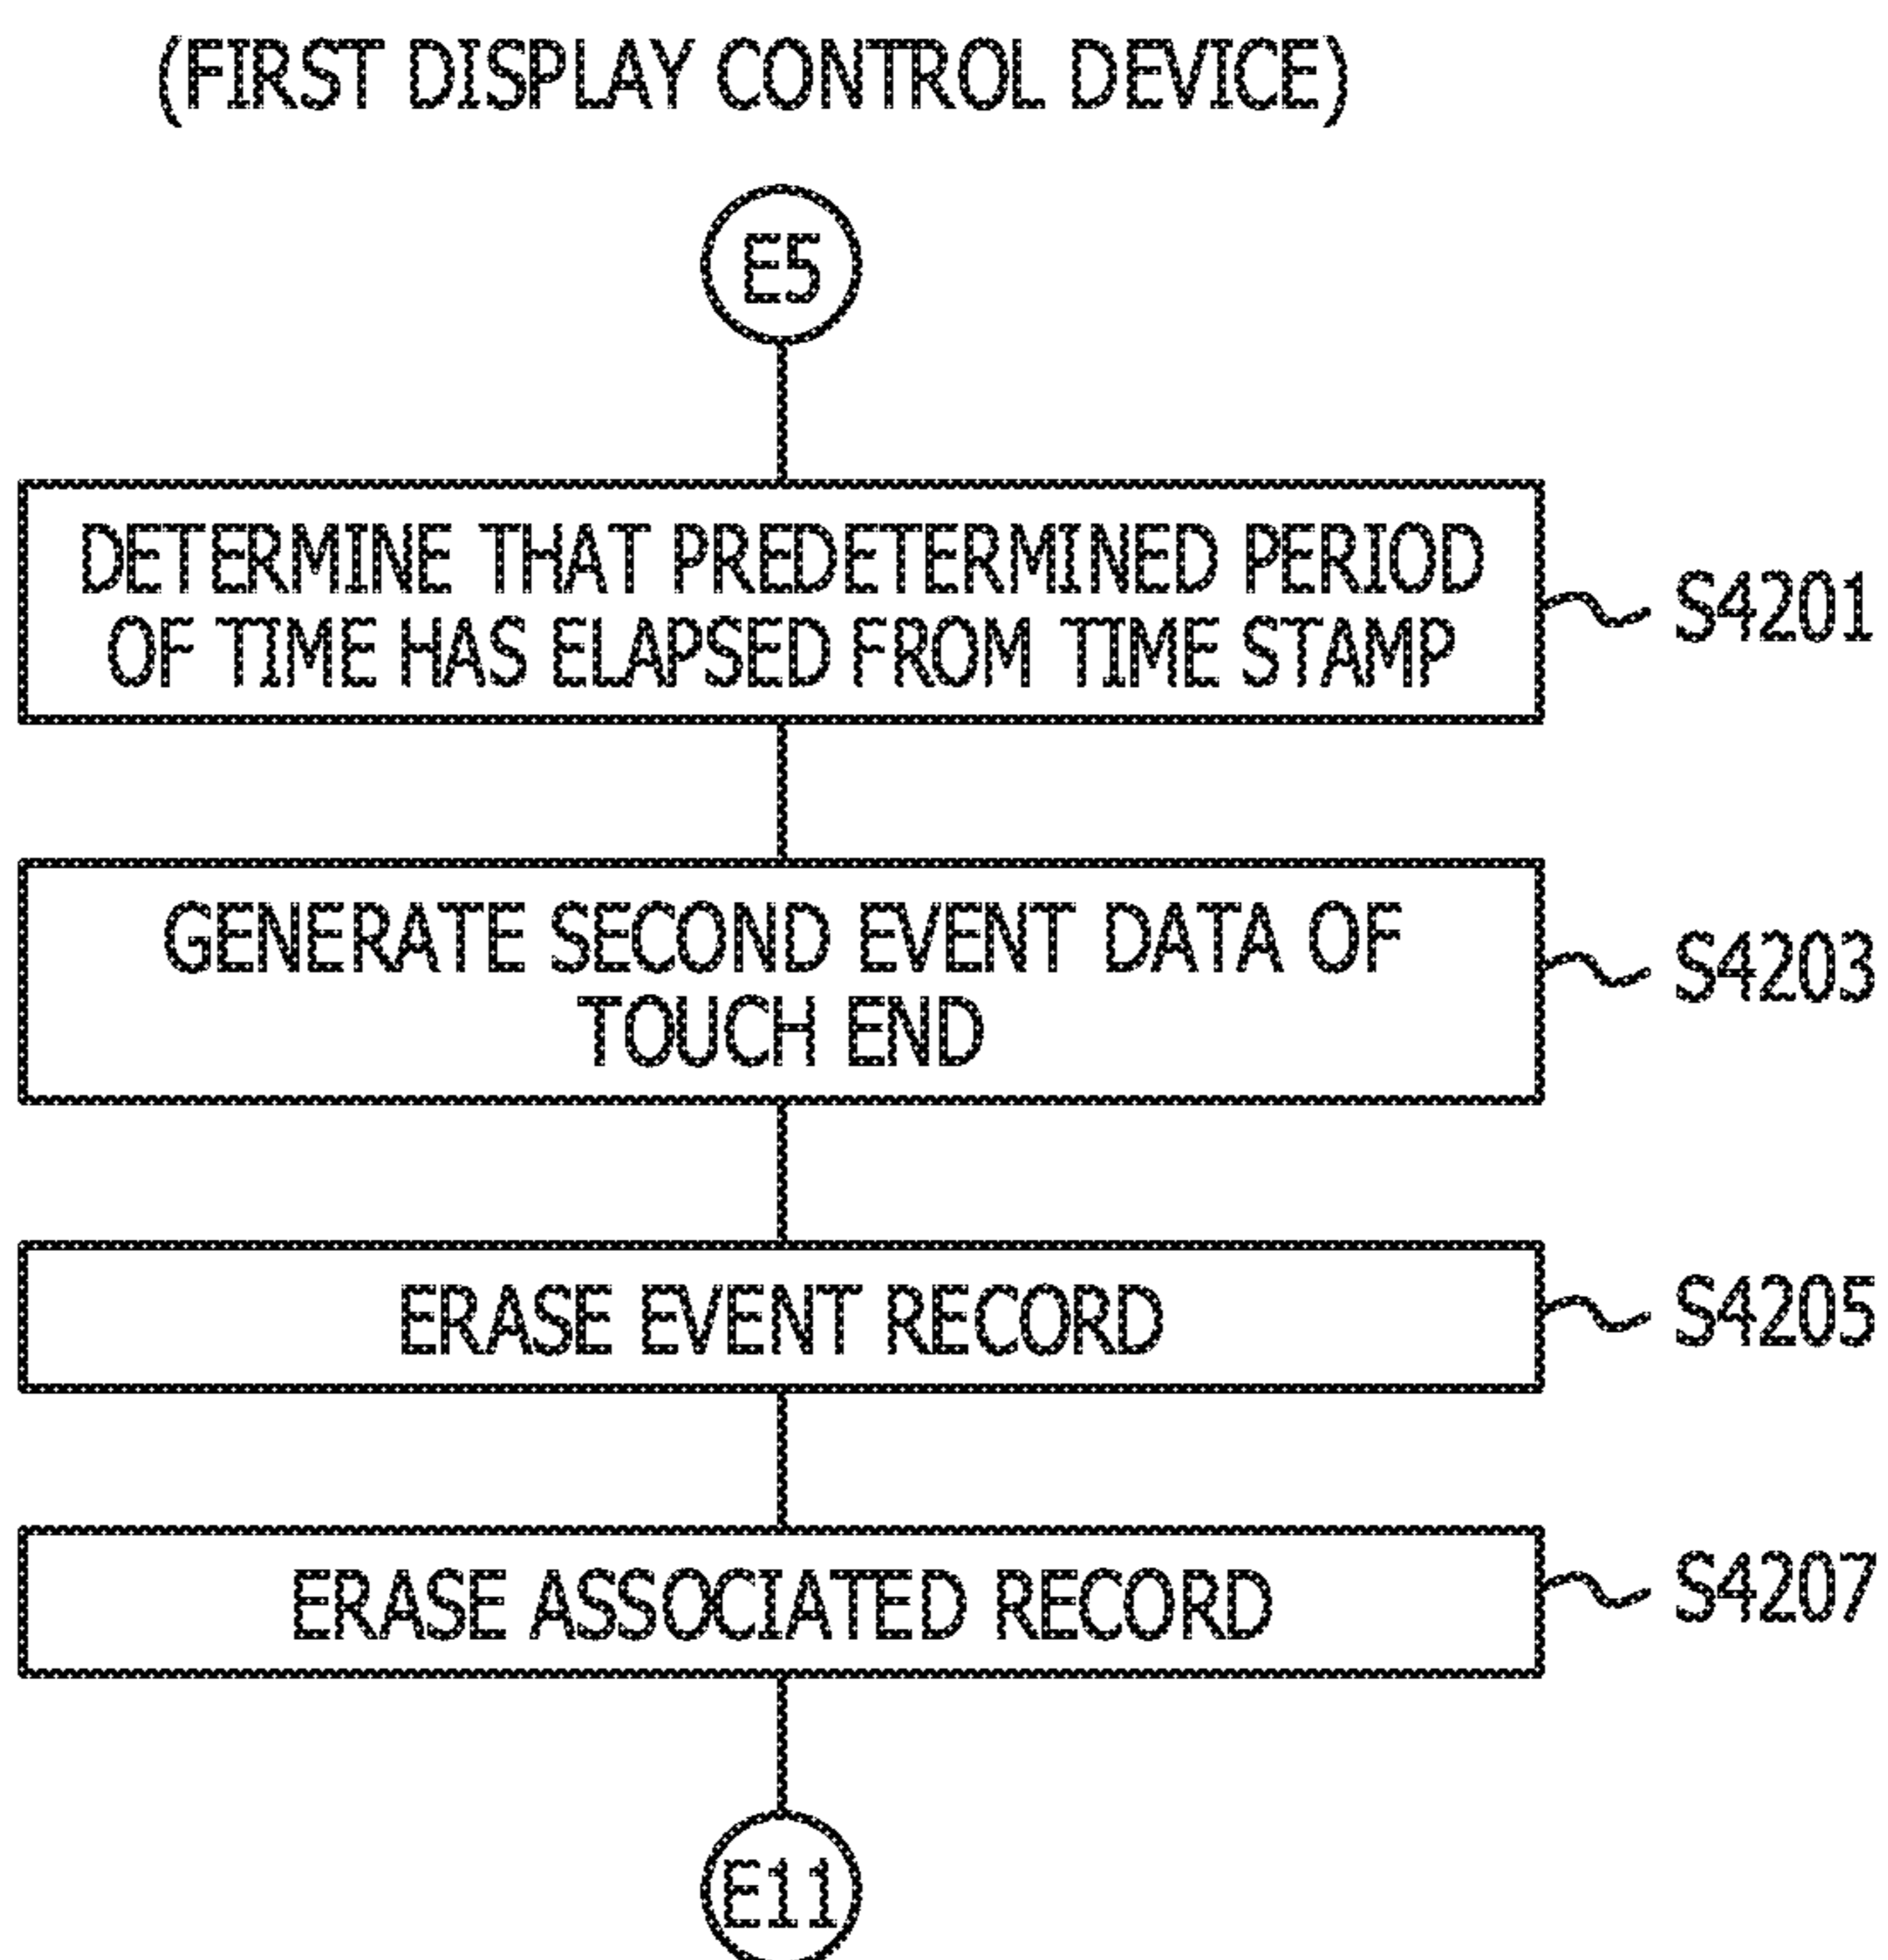 (FIRST DISPLAY CONTROL DEVICE)
E5
DETERMINE THAT PREDETERMINED PERIOD
OF TIME HAS ELAPSED FROM TIME STAMP
S4201
GENERATE SECOND EVENT DATA OF
TOUCH END
S4203
ERASE EVENT RECORD
S4205
ERASE ASSOCIATED RECORD
S4207
E11